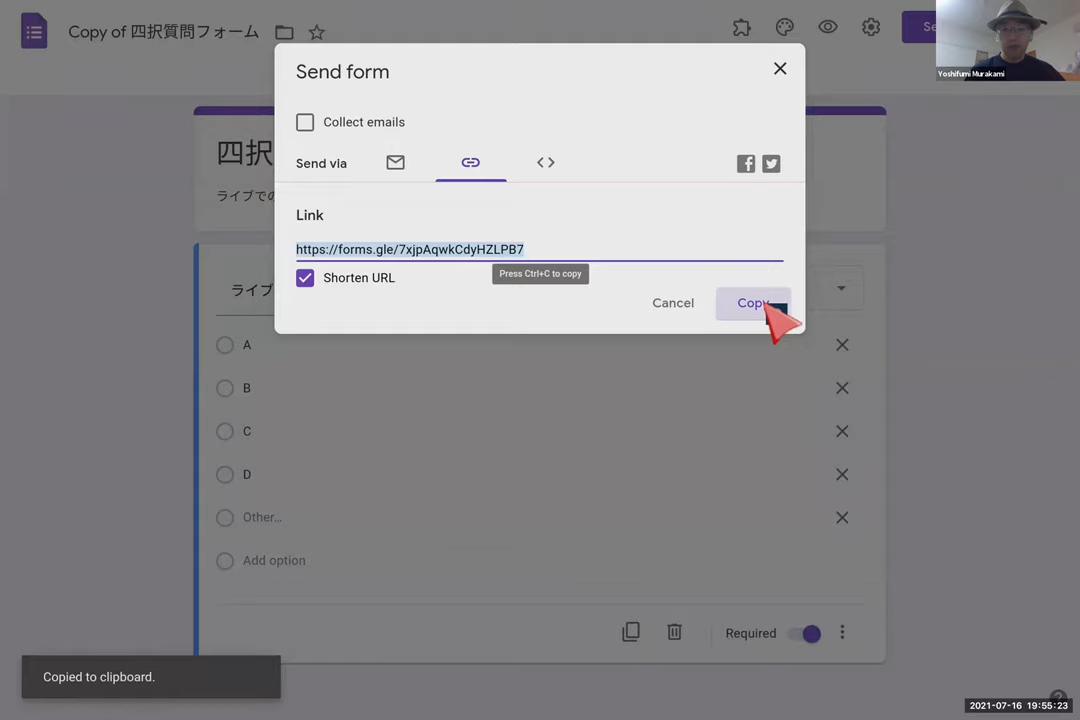 Copy of 四択質問フォーム
Se
Yoshifumi Murakami
Send form
Collect emails
Send via
Link
https://forms.gle/7xjpAqwkCdyHZLPB7
Press Ctrl+C to copy
Shorten URL
Cancel
Copy
四択
ライブでの
ライブ
A
B
C
D
Other...
Add option
Required
Copied to clipboard.
2021-07-16 19:55:23